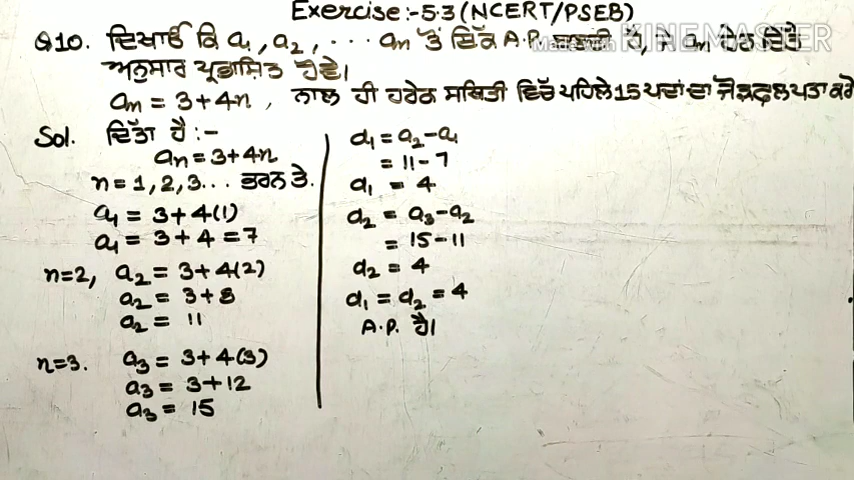 Exercise:-5.3 (NCERT/PSEB)
Q10. ਦਿਖਾਓ ਕਿ a₁, a₂, ... aₙ ਤੋਂ ਇੱਕ A.P. ਬਣਦੀ ਹੈ, ਜੇ aₙ ਹੇਠ ਦਿੱਤੇ
Made with KINEMASTER
ਅਨੁਸਾਰ ਪ੍ਰਭਾਸ਼ਿਤ ਹੋਵੇ।
aₙ = 3+4n, ਨਾਲ ਹੀ ਹਰੇਕ ਸਥਿਤੀ ਵਿੱਚ ਪਹਿਲੇ 15 ਪਦਾਂ ਦਾ ਜੋੜਫਲ ਪਤਾ ਕਰੋ
Sol. ਦਿੱਤਾ ਹੈ :-
aₙ = 3+4n
n = 1, 2, 3... ਭਰਨ ਤੇ.
a₁ = 3+4(1)
a₁ = 3+4 = 7
n=2, a₂ = 3+4(2)
a₂ = 3+8
a₂ = 11
n=3. a₃ = 3+4(3)
a₃ = 3+12
a₃ = 15
d₁ = a₂-a₁
= 11-7
d₁ = 4
d₂ = a₃-a₂
= 15-11
d₂ = 4
d₁ = d₂ = 4
A.P. ਹੈ।